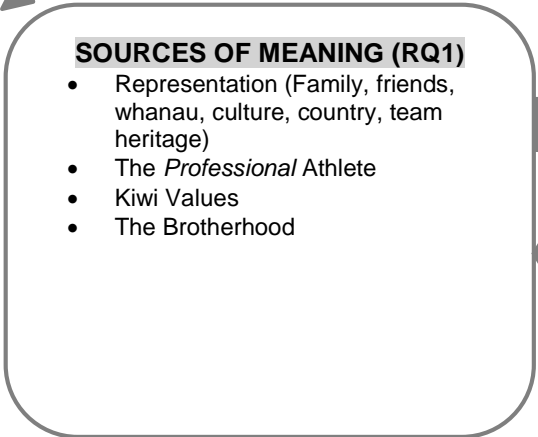 SOURCES OF MEANING (RQ1)
• Representation (Family, friends,
whanau, culture, country, team
heritage)
• The Professional Athlete
• Kiwi Values
• The Brotherhood